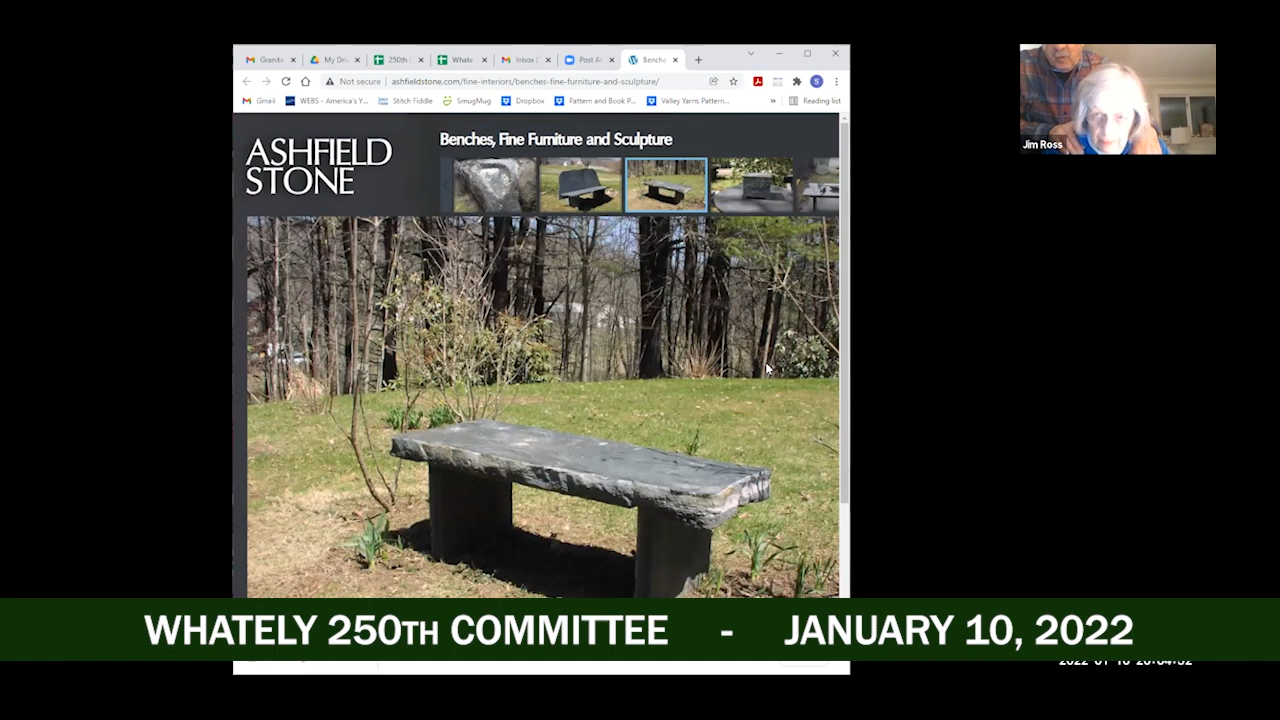 Granite
My Dri
250th C
Whate
Inbox (
Post A
Benche
Not secure
ashfieldstone.com/fine-interiors/benches-fine-furniture-and-sculpture/
S
Gmail
WEBS - America's Y...
Stitch Fiddle
SmugMug
Dropbox
Pattern and Book P...
Valley Yarns Pattern...
»
Reading list
ASHFIELD
STONE
Benches, Fine Furniture and Sculpture
Jim Ross
WHATELY 250TH COMMITTEE - JANUARY 10, 2022